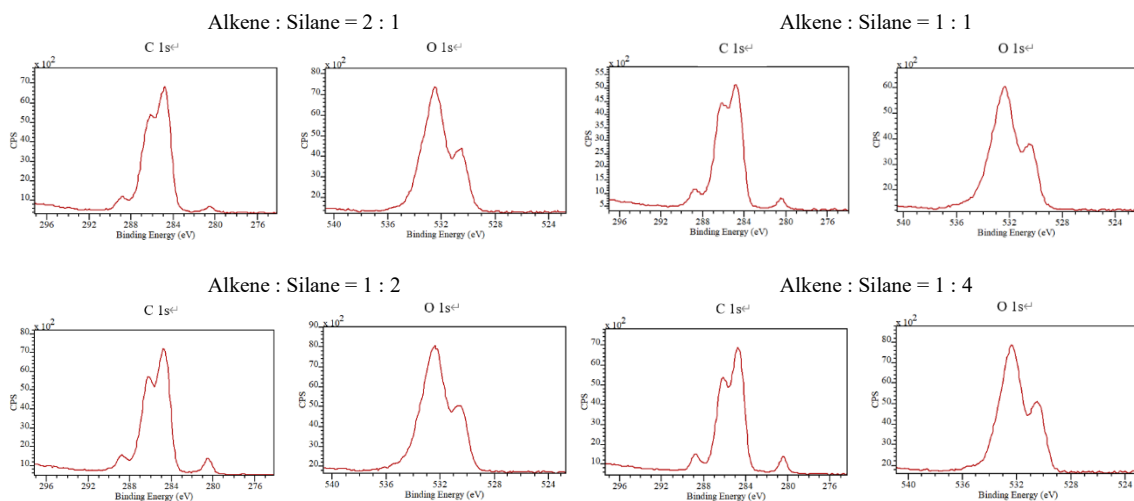 Alkene : Silane = 2 : 1
C 1s↵
x 10²
70
60
50
40
30
20
10
CPS
296 292 288 284 280 276
Binding Energy (eV)
O 1s↵
x 10²
80
70
60
50
40
30
20
CPS
540 536 532 528 524
Binding Energy (eV)
Alkene : Silane = 1 : 1
C 1s↵
x 10²
55
50
45
40
35
30
25
20
15
10
5
CPS
296 292 288 284 280 276
Binding Energy (eV)
O 1s↵
x 10²
70
60
50
40
30
20
CPS
540 536 532 528 524
Binding Energy (eV)
Alkene : Silane = 1 : 2
C 1s↵
x 10²
80
70
60
50
40
30
20
10
CPS
296 292 288 284 280 276
Binding Energy (eV)
O 1s↵
x 10²
90
80
70
60
50
40
30
20
CPS
540 536 532 528 524
Binding Energy (eV)
Alkene : Silane = 1 : 4
C 1s↵
x 10²
80
70
60
50
40
30
20
10
CPS
296 292 288 284 280 276
Binding Energy (eV)
O 1s↵
x 10²
80
70
60
50
40
30
20
CPS
540 536 532 528 524
Binding Energy (eV)